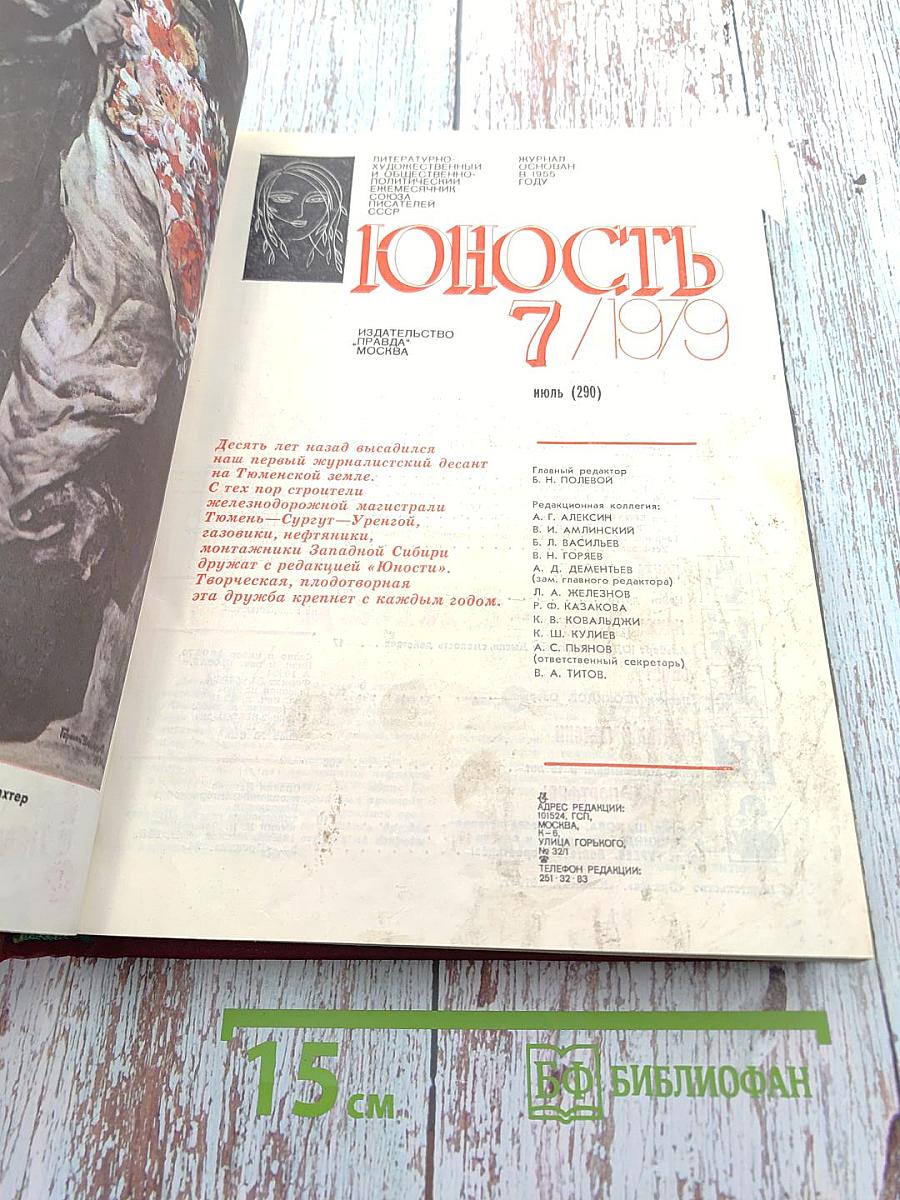 ЛИТЕРАТУРНО-
ХУДОЖЕСТВЕННЫЙ
И ОБЩЕСТВЕННО-
ПОЛИТИЧЕСКИЙ
ЕЖЕМЕСЯЧНИК
СОЮЗА
ПИСАТЕЛЕЙ
СССР
ЖУРНАЛ
ОСНОВАН
В 1955
ГОДУ
ЮНОСТЬ
7/1979
ИЗДАТЕЛЬСТВО
„ПРАВДА"
МОСКВА
июль (290)
Десять лет назад высадился
наш первый журналистский десант
на Тюменской земле.
С тех пор строители
железнодорожной магистрали
Тюмень—Сургут—Уренгой,
газовики, нефтяники,
монтажники Западной Сибири
дружат с редакцией «Юности».
Творческая, плодотворная
эта дружба крепнет с каждым годом.
Главный редактор
Б. Н. ПОЛЕВОЙ
Редакционная коллегия:
А. Г. АЛЕКСИН
В. И. АМЛИНСКИЙ
Б. Л. ВАСИЛЬЕВ
В. Н. ГОРЯЕВ
А. Д. ДЕМЕНТЬЕВ
(зам. главного редактора)
Л. А. ЖЕЛЕЗНОВ
Р. Ф. КАЗАКОВА
К. В. КОВАЛЬДЖИ
К. Ш. КУЛИЕВ
А. С. ПЬЯНОВ
(ответственный секретарь)
В. А. ТИТОВ.
АДРЕС РЕДАКЦИИ:
101524, ГСП,
МОСКВА,
К-6,
УЛИЦА ГОРЬКОГО,
№ 32/1
ТЕЛЕФОН РЕДАКЦИИ:
251-32-83
хтер
15 см
БФ БИБЛИОФАН